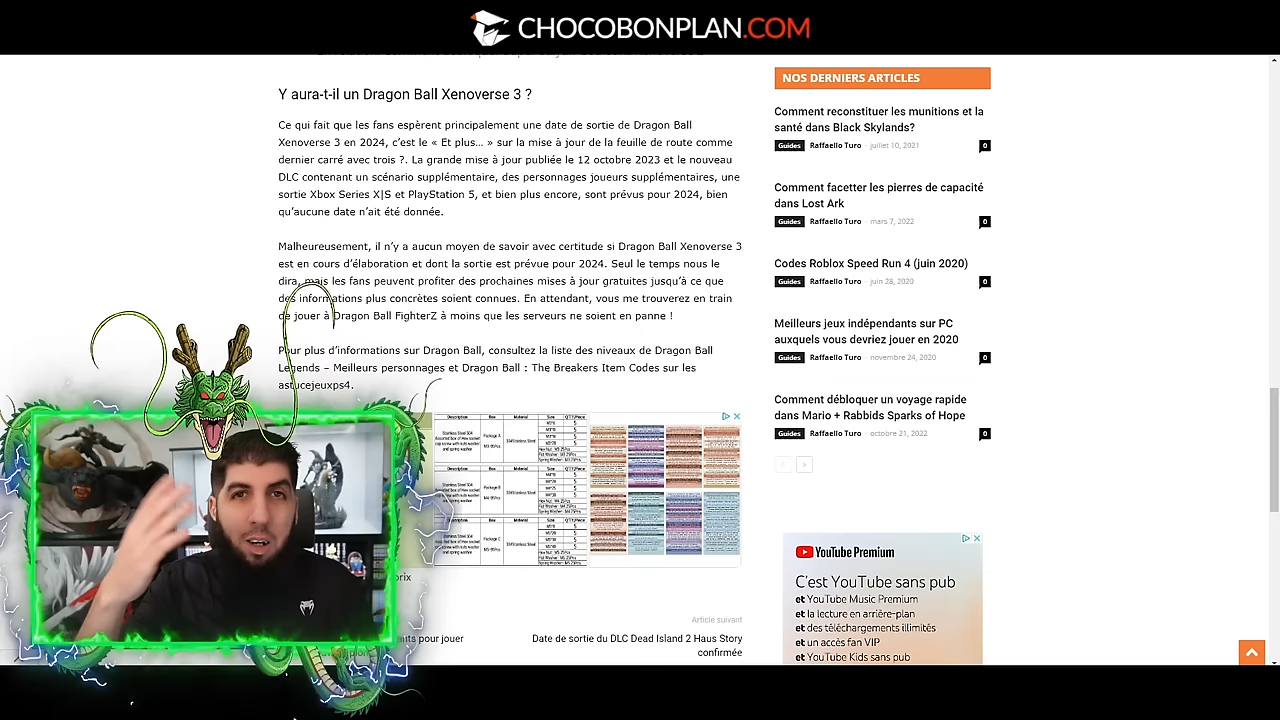 CHOCOBONPLAN.COM
Y aura-t-il un Dragon Ball Xenoverse 3 ?
Ce qui fait que les fans espèrent principalement une date de sortie de Dragon Ball
Xenoverse 3 en 2024, c'est le « Et plus... » sur la mise à jour de la feuille de route comme
dernier carré avec trois ?. La grande mise à jour publiée le 12 octobre 2023 et le nouveau
DLC contenant un scénario supplémentaire, des personnages joueurs supplémentaires, une
sortie Xbox Series X|S et PlayStation 5, et bien plus encore, sont prévus pour 2024, bien
qu'aucune date n'ait été donnée.
Malheureusement, il n'y a aucun moyen de savoir avec certitude si Dragon Ball Xenoverse 3
est en cours d'élaboration et dont la sortie est prévue pour 2024. Seul le temps nous le
dira, mais les fans peuvent profiter des prochaines mises à jour gratuites jusqu'à ce que
des informations plus concrètes soient connues. En attendant, vous me trouverez en train
de jouer à Dragon Ball FighterZ à moins que les serveurs ne soient en panne !
Pour plus d'informations sur Dragon Ball, consultez la liste des niveaux de Dragon Ball
Legends – Meilleurs personnages et Dragon Ball : The Breakers Item Codes sur les
astucejeuxps4.
Article suivant
pour jouer
Date de sortie du DLC Dead Island 2 Haus Story
confirmée
NOS DERNIERS ARTICLES
Comment reconstituer les munitions et la
santé dans Black Skylands?
Guides Raffaello Turo - juillet 10, 2021 0
Comment facetter les pierres de capacité
dans Lost Ark
Guides Raffaello Turo - mars 7, 2022 0
Codes Roblox Speed Run 4 (juin 2020)
Guides Raffaello Turo - juin 28, 2020 0
Meilleurs jeux indépendants sur PC
auxquels vous devriez jouer en 2020
Guides Raffaello Turo - novembre 24, 2020 0
Comment débloquer un voyage rapide
dans Mario + Rabbids Sparks of Hope
Guides Raffaello Turo - octobre 21, 2022 0
YouTube Premium
C'est YouTube sans pub
et YouTube Music Premium
et la lecture en arrière-plan
et des téléchargements illimités
et un accès fan VIP
et YouTube Kids sans pub